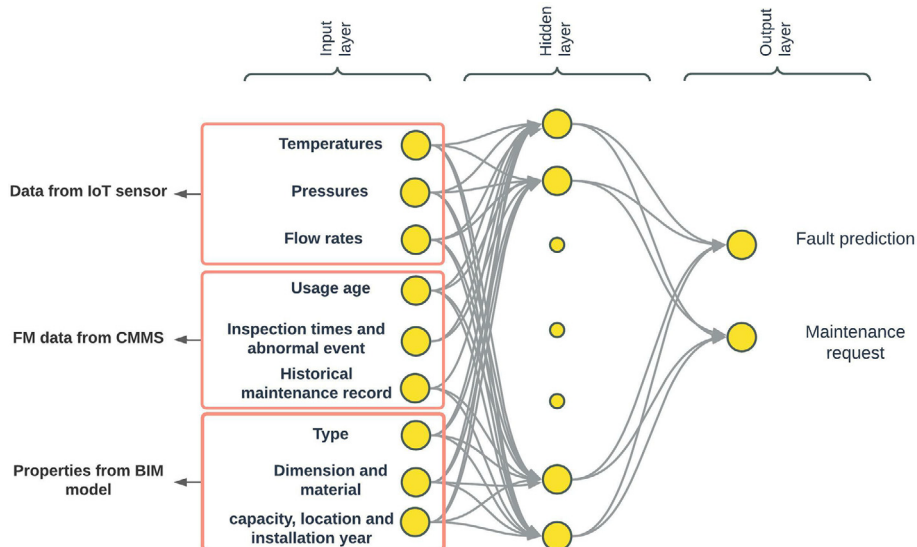 Input
layer
Hidden
layer
Output
layer
Data from IoT sensor
Temperatures
Pressures
Flow rates
FM data from CMMS
Usage age
Inspection times and
abnormal event
Historical
maintenance record
Properties from BIM
model
Type
Dimension and
material
capacity, location and
installation year
Fault prediction
Maintenance
request